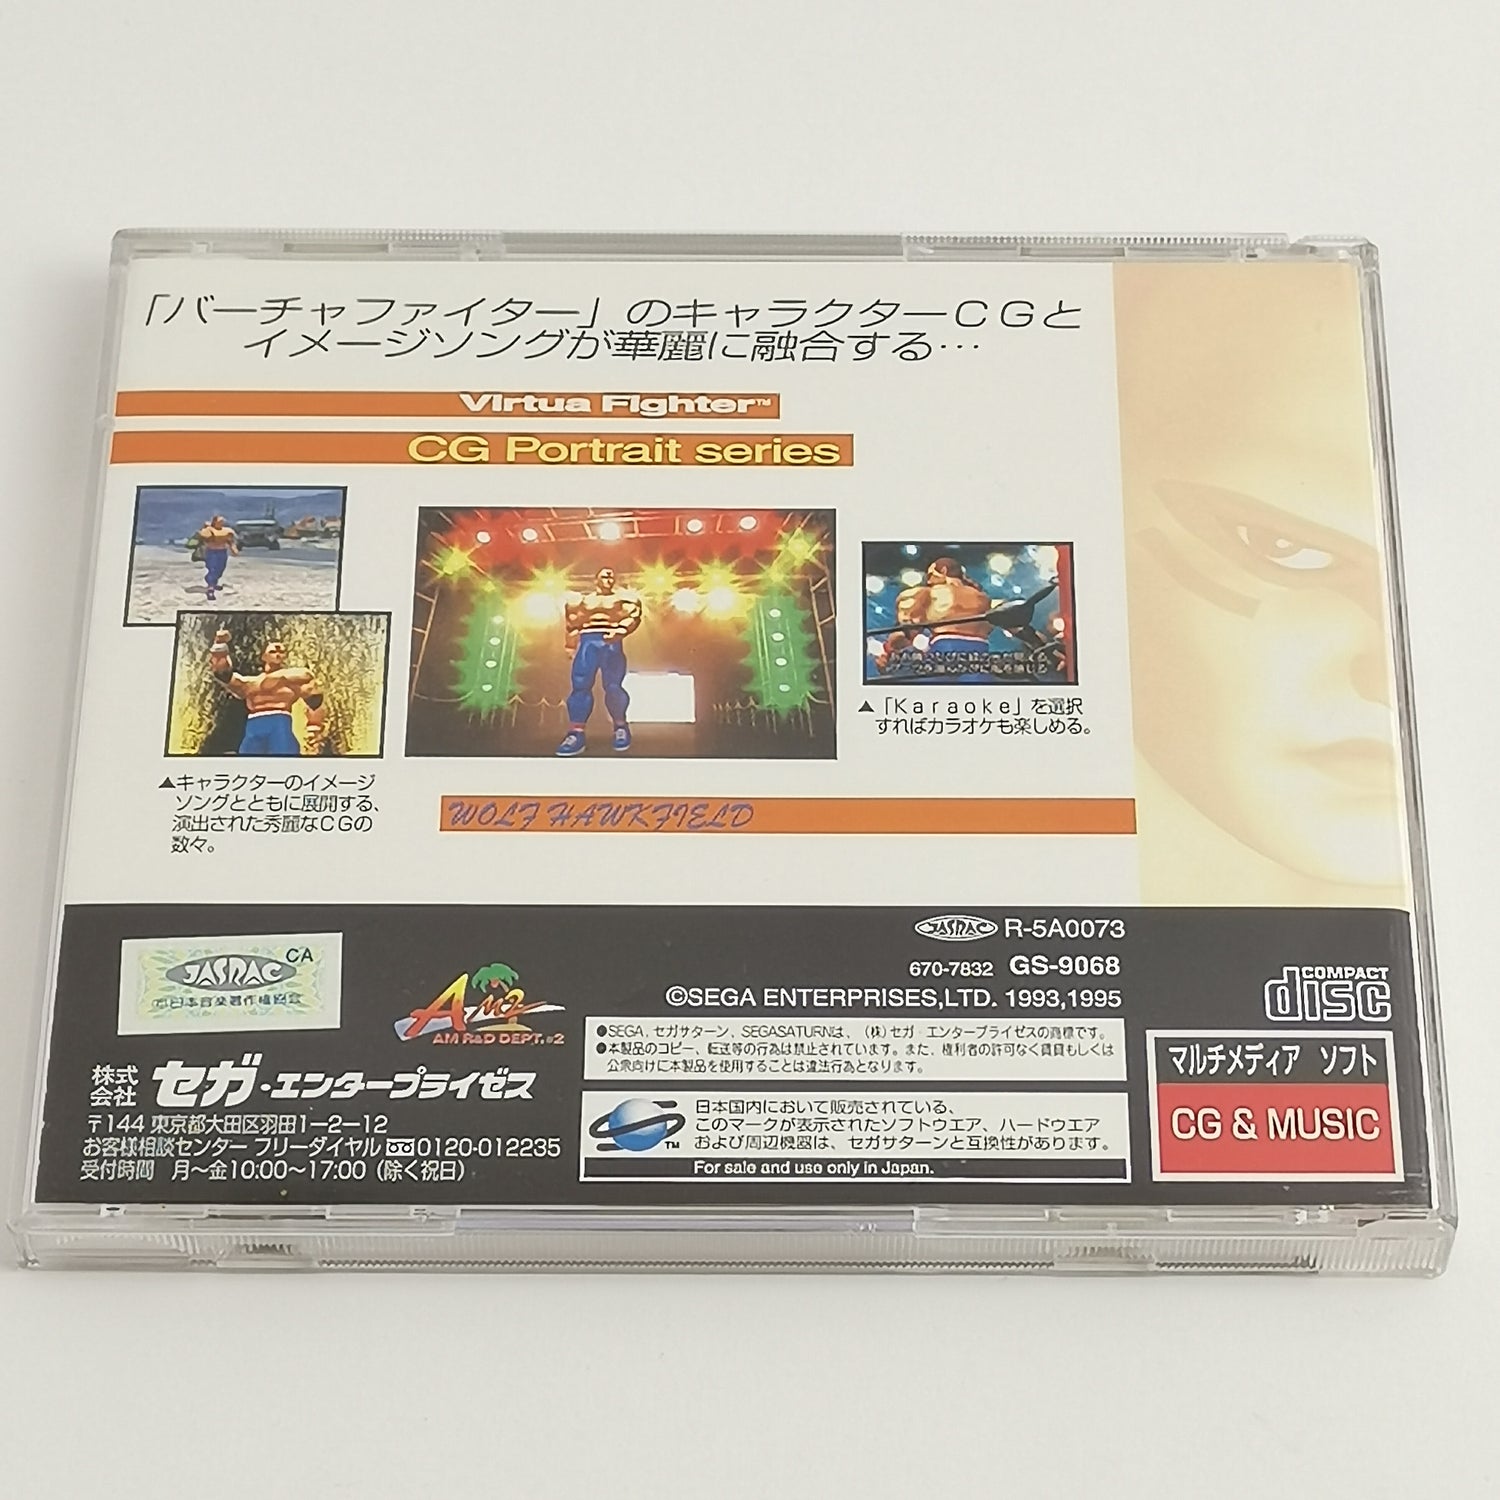 「バーチャファイター」のキャラクターCGと
イメージソングが華麗に融合する…
Virtua Fighter™
CG Portrait series
▲「Karaoke」を選択
すればカラオケも楽しめる。
▲キャラクターのイメージ
ソングとともに展開する、
演出された秀麗なCGの
数々。
WOLF HAWKFIELD
JASRAC R-5A0073
670-7832 GS-9068
©SEGA ENTERPRISES,LTD. 1993,1995
JASRAC CA
日本音楽著作権協会
AM2
AM R&D DEPT.#2
株式会社 セガ・エンタープライゼス
〒144 東京都大田区羽田1-2-12
お客様相談センター フリーダイヤル 0120-012235
受付時間 月～金10:00～17:00（除く祝日）
●SEGA、セガサターン、SEGASATURNは、（株）セガ・エンタープライゼスの商標です。
●本製品のコピー、転送等の行為は禁止されています。また、権利者の許可なく賃貸もしくは
公衆向けに本製品を使用することは違法行為となります。
日本国内において販売されている、
このマークが表示されたソフトウエア、ハードウエア
および周辺機器は、セガサターンと互換性があります。
TM
For sale and use only in Japan.
COMPACT
disc
マルチメディア ソフト
CG & MUSIC